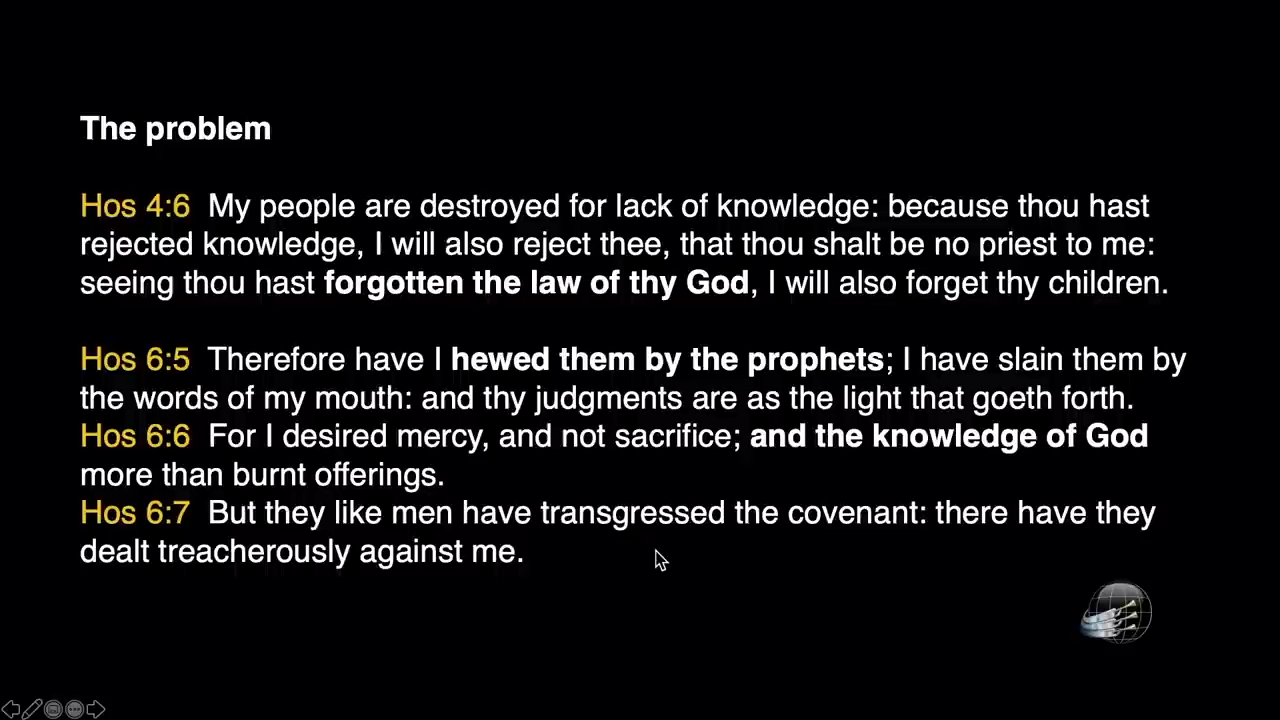 The problem
Hos 4:6 My people are destroyed for lack of knowledge: because thou hast
rejected knowledge, I will also reject thee, that thou shalt be no priest to me:
seeing thou hast forgotten the law of thy God, I will also forget thy children.
Hos 6:5 Therefore have I hewed them by the prophets; I have slain them by
the words of my mouth: and thy judgments are as the light that goeth forth.
Hos 6:6 For I desired mercy, and not sacrifice; and the knowledge of God
more than burnt offerings.
Hos 6:7 But they like men have transgressed the covenant: there have they
dealt treacherously against me.